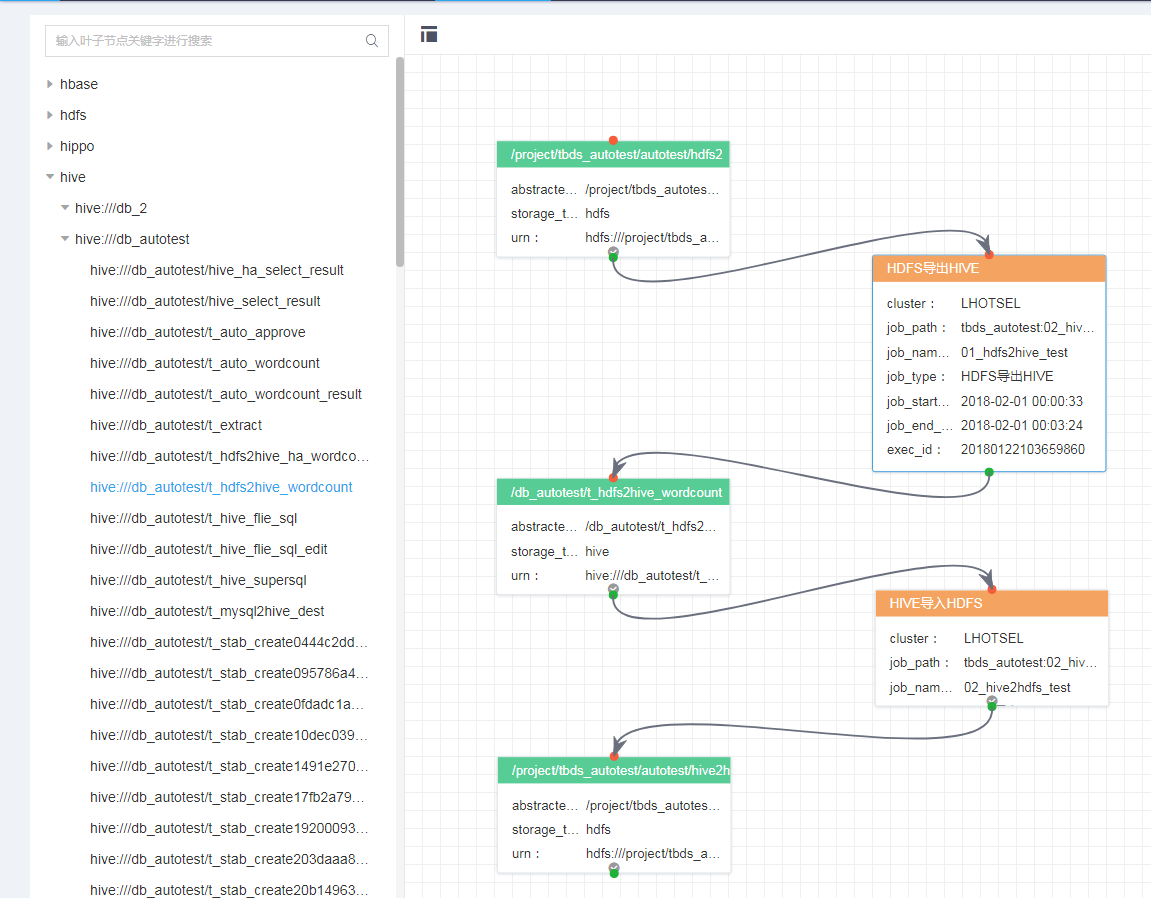 输入叶子节点关键字进行搜索
hbase
hdfs
hippo
hive
hive:///db_2
hive:///db_autotest
hive:///db_autotest/hive_ha_select_result
hive:///db_autotest/hive_select_result
hive:///db_autotest/t_auto_approve
hive:///db_autotest/t_auto_wordcount
hive:///db_autotest/t_auto_wordcount_result
hive:///db_autotest/t_extract
hive:///db_autotest/t_hdfs2hive_ha_wordco...
hive:///db_autotest/t_hdfs2hive_wordcount
hive:///db_autotest/t_hive_flie_sql
hive:///db_autotest/t_hive_flie_sql_edit
hive:///db_autotest/t_hive_supersql
hive:///db_autotest/t_mysql2hive_dest
hive:///db_autotest/t_stab_create0444c2dd...
hive:///db_autotest/t_stab_create095786a4...
hive:///db_autotest/t_stab_create0fdadc1a...
hive:///db_autotest/t_stab_create10dec039...
hive:///db_autotest/t_stab_create1491e270...
hive:///db_autotest/t_stab_create17fb2a79...
hive:///db_autotest/t_stab_create19200093...
hive:///db_autotest/t_stab_create203daaa8...
hive:///db_autotest/t_stab_create20b14963...
/project/tbds_autotest/autotest/hdfs2
abstracte... /project/tbds_autotes...
storage_t... hdfs
urn： hdfs:///project/tbds_a...
HDFS导出HIVE
cluster： LHOTSEL
job_path： tbds_autotest:02_hiv...
job_nam... 01_hdfs2hive_test
job_type： HDFS导出HIVE
job_start... 2018-02-01 00:00:33
job_end_... 2018-02-01 00:03:24
exec_id： 20180122103659860
/db_autotest/t_hdfs2hive_wordcount
abstracte... /db_autotest/t_hdfs2...
storage_t... hive
urn： hive:///db_autotest/t_...
HIVE导入HDFS
cluster： LHOTSEL
job_path： tbds_autotest:02_hiv...
job_nam... 02_hive2hdfs_test
/project/tbds_autotest/autotest/hive2h
abstracte... /project/tbds_autotes...
storage_t... hdfs
urn： hdfs:///project/tbds_a...